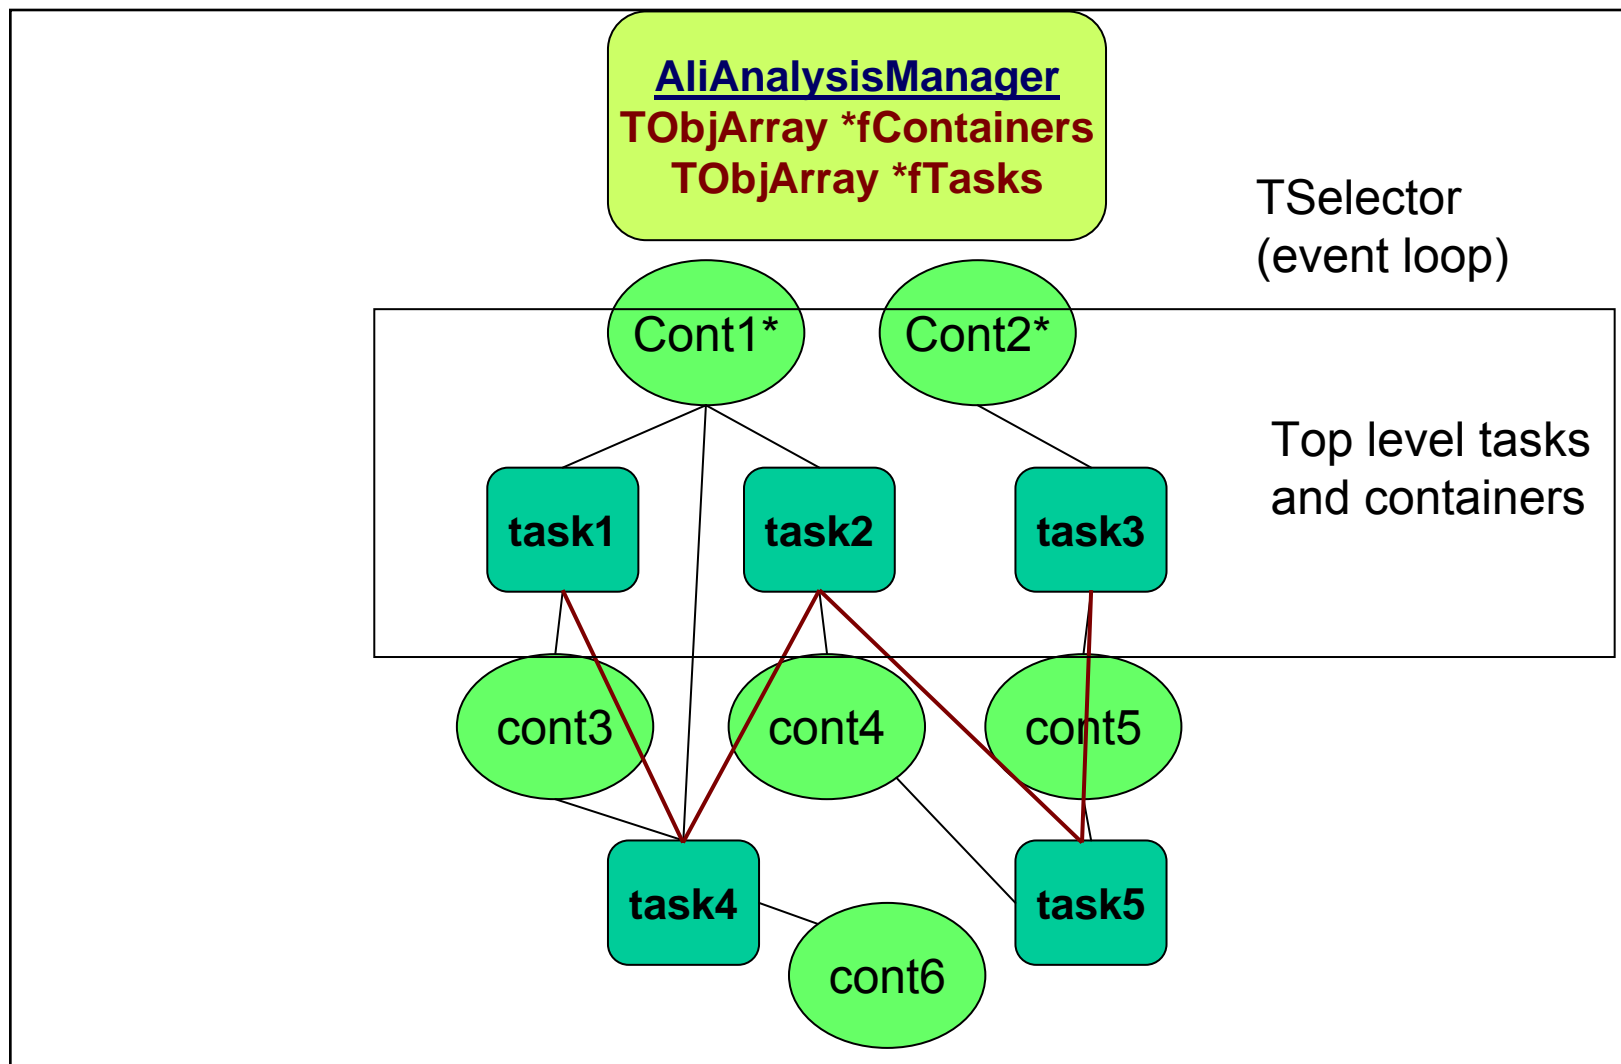 AliAnalysisManager
TObjArray *fContainers
TObjArray *fTasks
TSelector
(event loop)
Cont1*
Cont2*
Top level tasks
and containers
task1
task2
task3
cont3
cont4
cont5
task4
task5
cont6